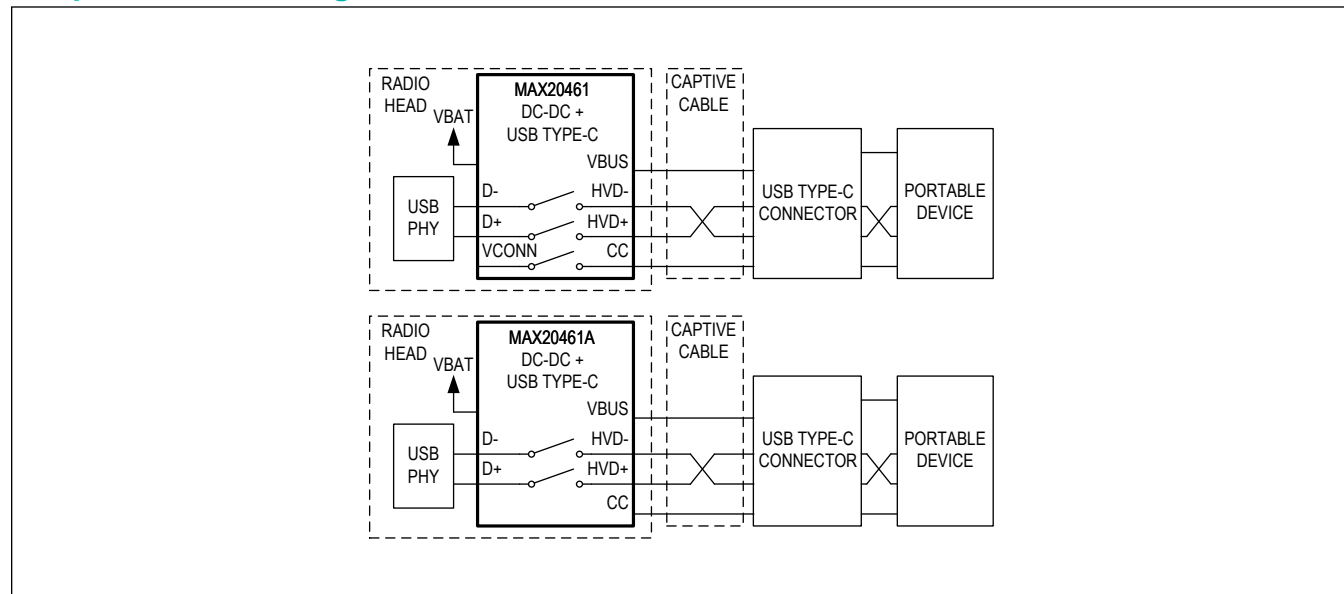 RADIO
HEAD
VBAT
MAX20461
DC-DC +
USB TYPE-C
VBUS
CAPTIVE
CABLE
USB
PHY
D-
HVD-
D+
HVD+
VCONN
CC
USB TYPE-C
CONNECTOR
PORTABLE
DEVICE
RADIO
HEAD
VBAT
MAX20461A
DC-DC +
USB TYPE-C
VBUS
CAPTIVE
CABLE
USB
PHY
D-
HVD-
D+
HVD+
CC
USB TYPE-C
CONNECTOR
PORTABLE
DEVICE